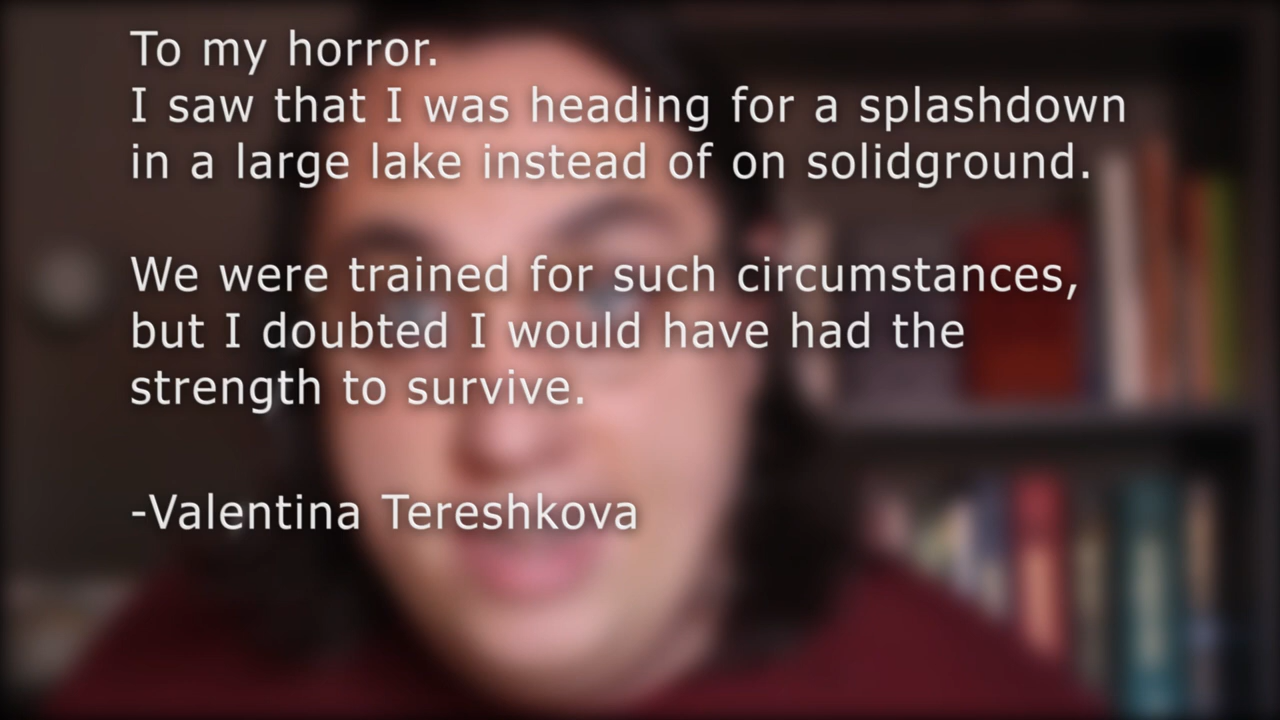 To my horror.
I saw that I was heading for a splashdown
in a large lake instead of on solidground.
We were trained for such circumstances,
but I doubted I would have had the
strength to survive.
-Valentina Tereshkova